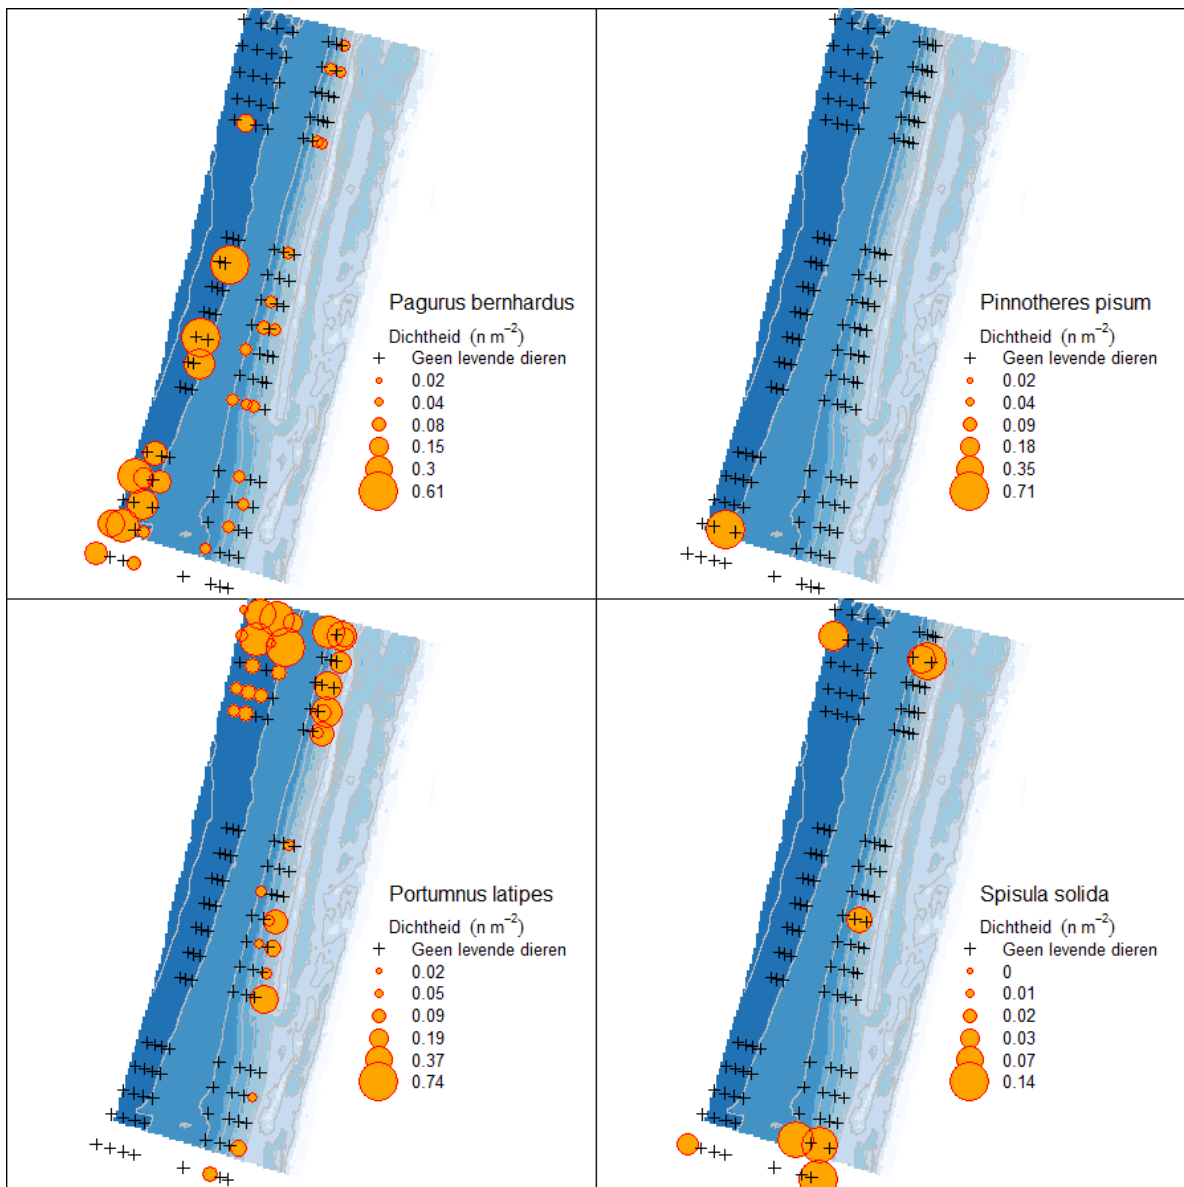 Pagurus bernhardus
Dichtheid (n m⁻²)
Geen levende dieren
0.02
0.04
0.08
0.15
0.3
0.61
Pinnotheres pisum
Dichtheid (n m⁻²)
Geen levende dieren
0.02
0.04
0.09
0.18
0.35
0.71
Portumnus latipes
Dichtheid (n m⁻²)
Geen levende dieren
0.02
0.05
0.09
0.19
0.37
0.74
Spisula solida
Dichtheid (n m⁻²)
Geen levende dieren
0
0.01
0.02
0.03
0.07
0.14